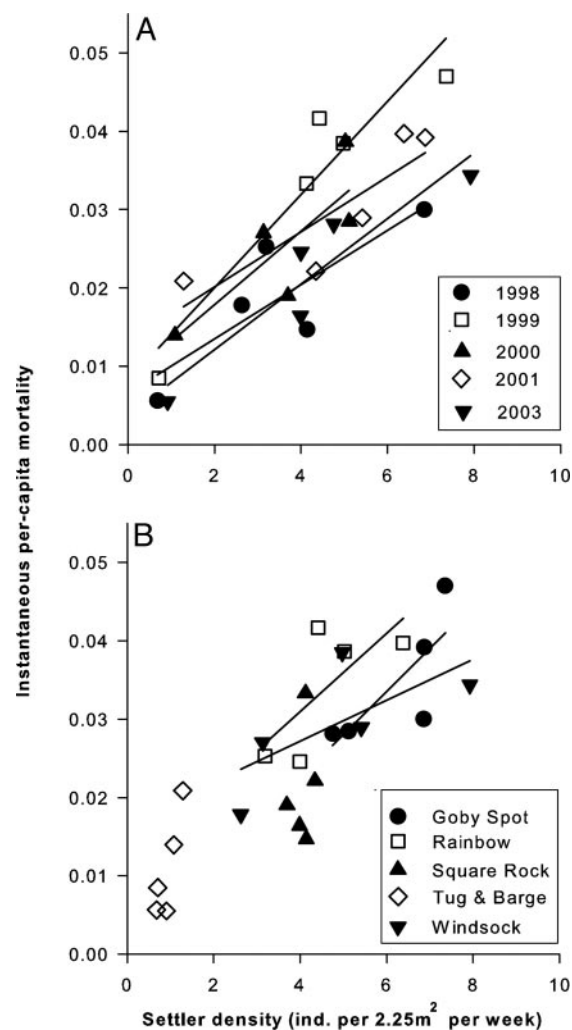 A
0.05
0.04
0.03
0.02
0.01
0.00
1998
1999
2000
2001
2003
0 2 4 6 8 10
Instantaneous per-capita mortality
B
0.05
0.04
0.03
0.02
0.01
0.00
Goby Spot
Rainbow
Square Rock
Tug & Barge
Windsock
0 2 4 6 8 10
Settler density (ind. per 2.25m² per week)